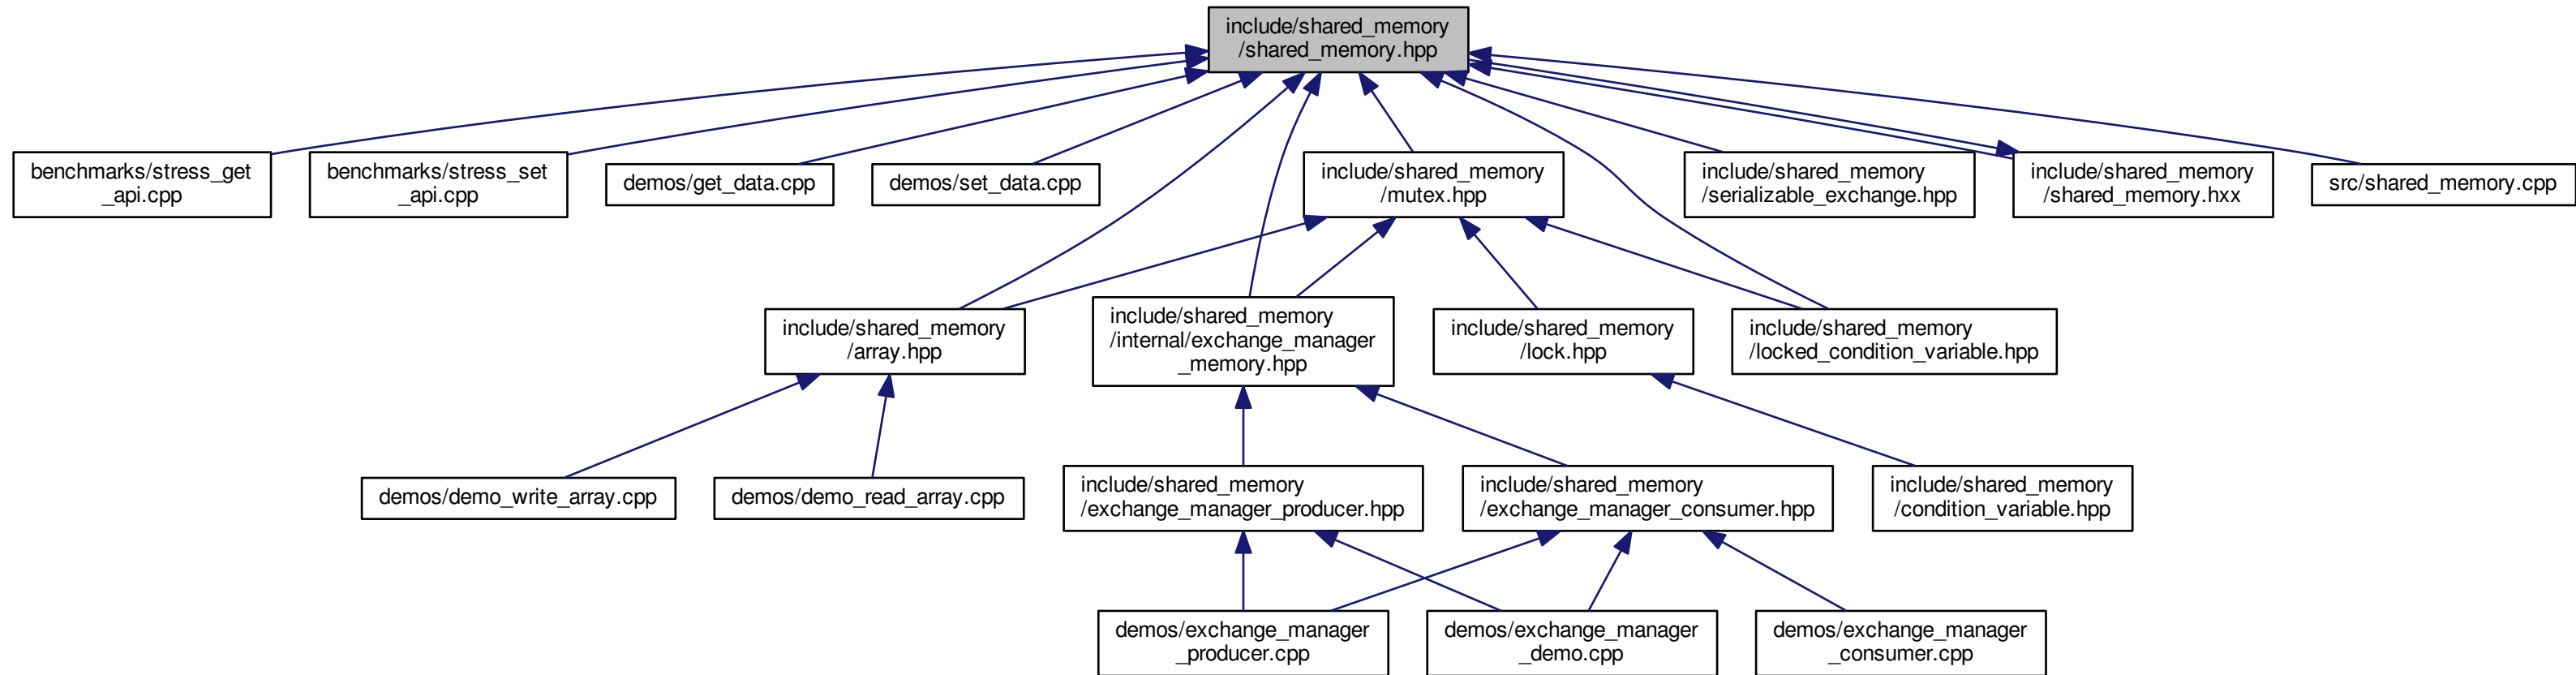 include/shared_memory
/shared_memory.hpp
benchmarks/stress_get
_api.cpp
benchmarks/stress_set
_api.cpp
demos/get_data.cpp
demos/set_data.cpp
include/shared_memory
/mutex.hpp
include/shared_memory
/serializable_exchange.hpp
include/shared_memory
/shared_memory.hxx
src/shared_memory.cpp
include/shared_memory
/array.hpp
include/shared_memory
/internal/exchange_manager
_memory.hpp
include/shared_memory
/lock.hpp
include/shared_memory
/locked_condition_variable.hpp
demos/demo_write_array.cpp
demos/demo_read_array.cpp
include/shared_memory
/exchange_manager_producer.hpp
include/shared_memory
/exchange_manager_consumer.hpp
include/shared_memory
/condition_variable.hpp
demos/exchange_manager
_producer.cpp
demos/exchange_manager
_demo.cpp
demos/exchange_manager
_consumer.cpp